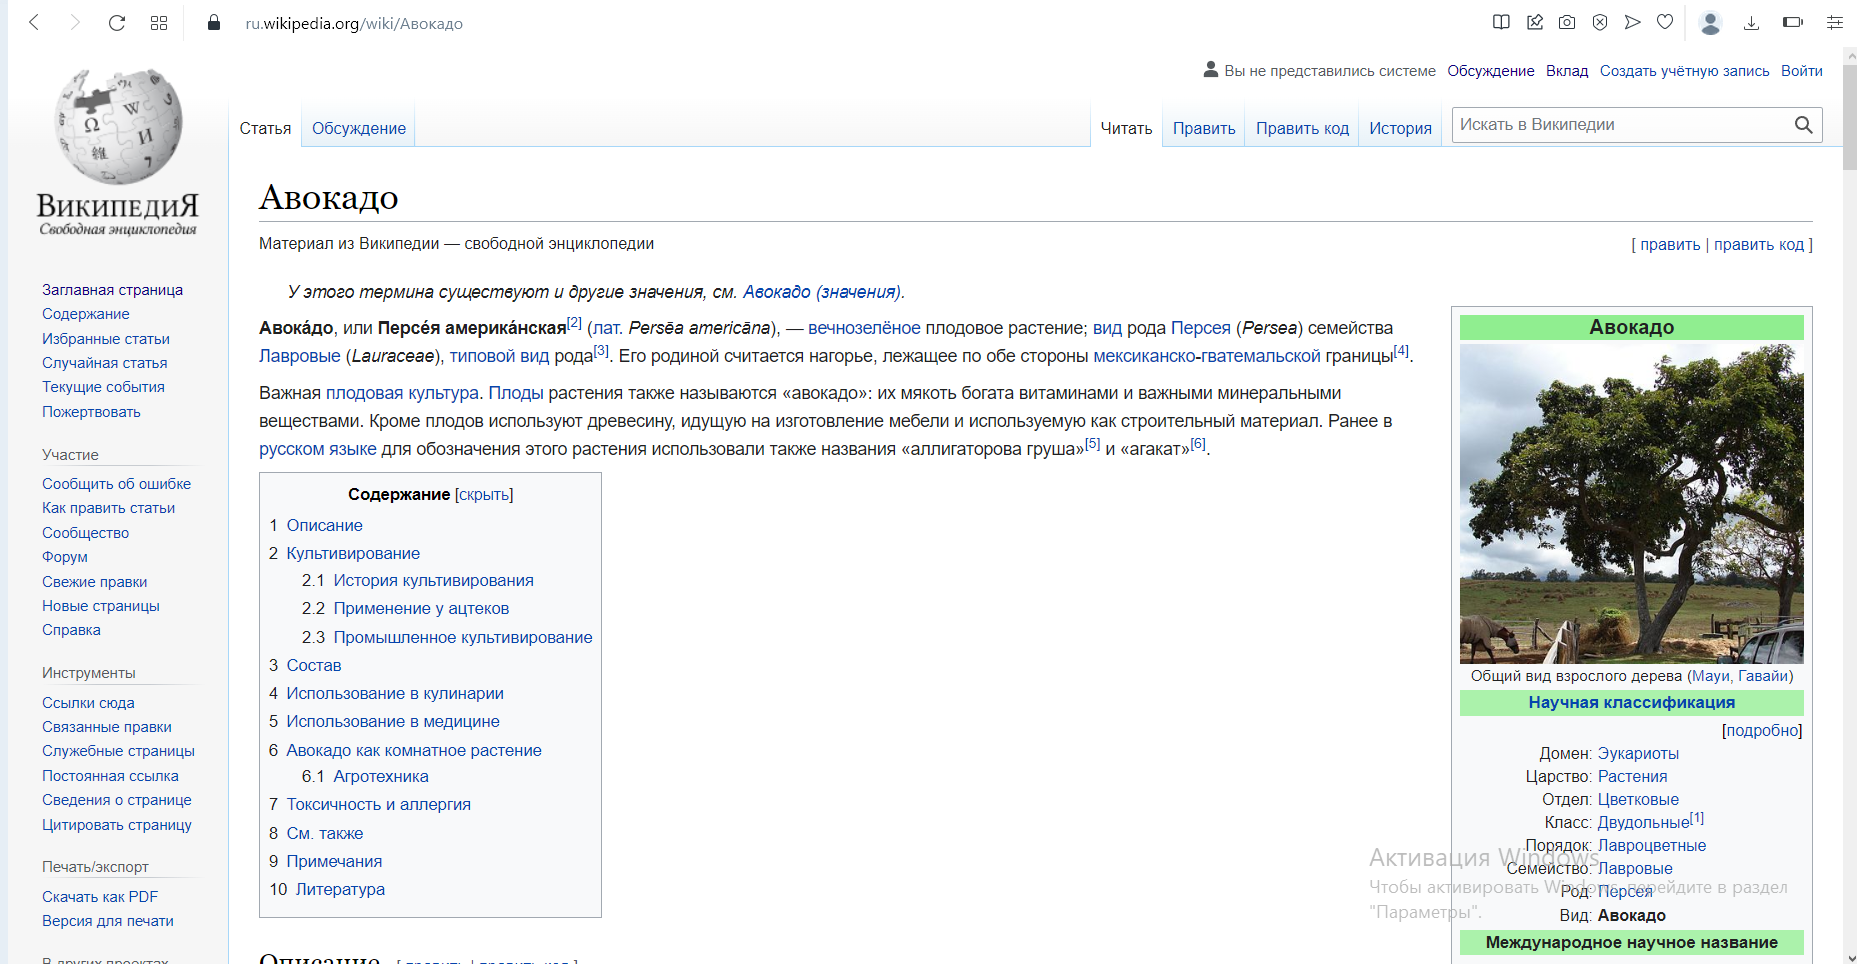 ru.wikipedia.org/wiki/Авокадо
Вы не представились системе Обсуждение Вклад Создать учётную запись Войти
Статья Обсуждение Читать Править Править код История Искать в Википедии
ВикипедиЯ
Свободная энциклопедия
Заглавная страница
Содержание
Избранные статьи
Случайная статья
Текущие события
Пожертвовать
Участие
Сообщить об ошибке
Как править статьи
Сообщество
Форум
Свежие правки
Новые страницы
Справка
Инструменты
Ссылки сюда
Связанные правки
Служебные страницы
Постоянная ссылка
Сведения о странице
Цитировать страницу
Печать/экспорт
Скачать как PDF
Версия для печати
В других проектах
Авокадо
Материал из Википедии — свободной энциклопедии
[ править | править код ]
У этого термина существуют и другие значения, см. Авокадо (значения).
Авока́до, или Персе́я америка́нская[2] (лат. Persēa americāna), — вечнозелёное плодовое растение; вид рода Персея (Persea) семейства
Лавровые (Lauraceae), типовой вид рода[3]. Его родиной считается нагорье, лежащее по обе стороны мексиканско-гватемальской границы[4].
Важная плодовая культура. Плоды растения также называются «авокадо»: их мякоть богата витаминами и важными минеральными
веществами. Кроме плодов используют древесину, идущую на изготовление мебели и используемую как строительный материал. Ранее в
русском языке для обозначения этого растения использовали также названия «аллигаторова груша»[5] и «агакат»[6].
Содержание [скрыть]
1 Описание
2 Культивирование
2.1 История культивирования
2.2 Применение у ацтеков
2.3 Промышленное культивирование
3 Состав
4 Использование в кулинарии
5 Использование в медицине
6 Авокадо как комнатное растение
6.1 Агротехника
7 Токсичность и аллергия
8 См. также
9 Примечания
10 Литература
Описание [ править | править код ]
Авокадо
Общий вид взрослого дерева (Мауи, Гавайи)
Научная классификация
[подробно]
Домен: Эукариоты
Царство: Растения
Отдел: Цветковые
Класс: Двудольные[1]
Порядок: Лавроцветные
Семейство: Лавровые
Род: Персея
Вид: Авокадо
Международное научное название
Активация Windows
Чтобы активировать Windows, перейдите в раздел
"Параметры".